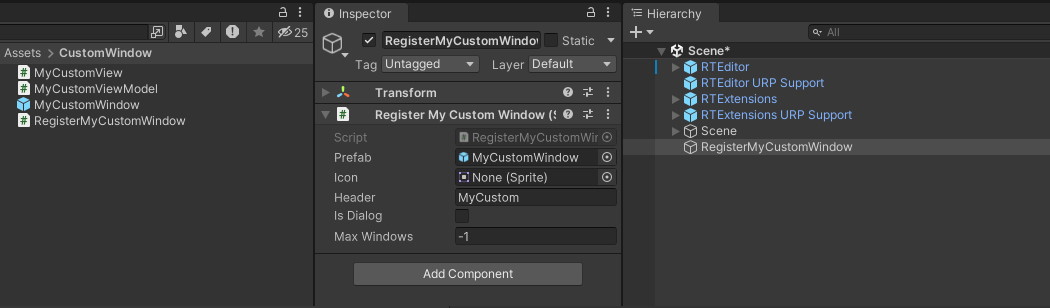 25
Assets > CustomWindow
MyCustomView
MyCustomViewModel
MyCustomWindow
RegisterMyCustomWindow
Inspector
RegisterMyCustomWindow
Static
Tag Untagged Layer Default
Transform
Register My Custom Window (S
Script RegisterMyCustomWir
Prefab MyCustomWindow
Icon None (Sprite)
Header MyCustom
Is Dialog
Max Windows -1
Add Component
Hierarchy
All
Scene*
RTEditor
RTEditor URP Support
RTExtensions
RTExtensions URP Support
Scene
RegisterMyCustomWindow